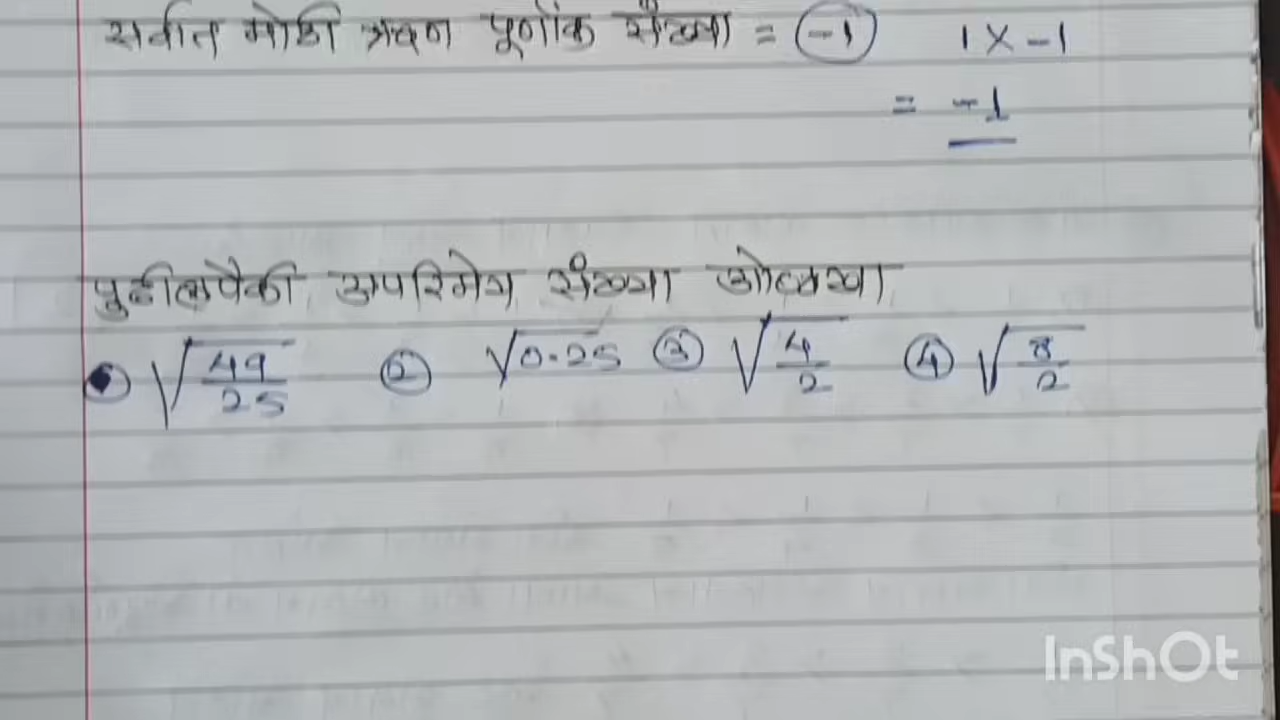 सर्वात मोठी ऋण पूर्णांक संख्या = -1 1 X -1
= -1
पुढीलपैकी अपरिमेय संख्या ओळखा
① √49/25 ② √0.25 ③ √4/2 ④ √8/2
InShOt